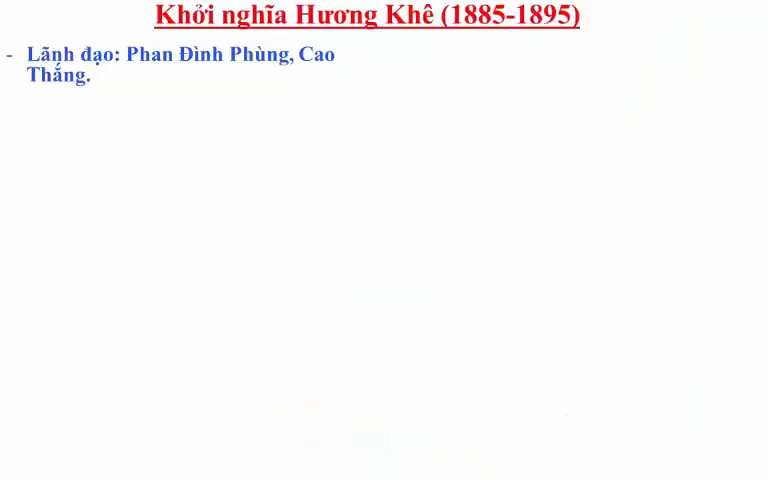 Khởi nghĩa Hương Khê (1885-1895)
- Lãnh đạo: Phan Đình Phùng, Cao
Thắng.